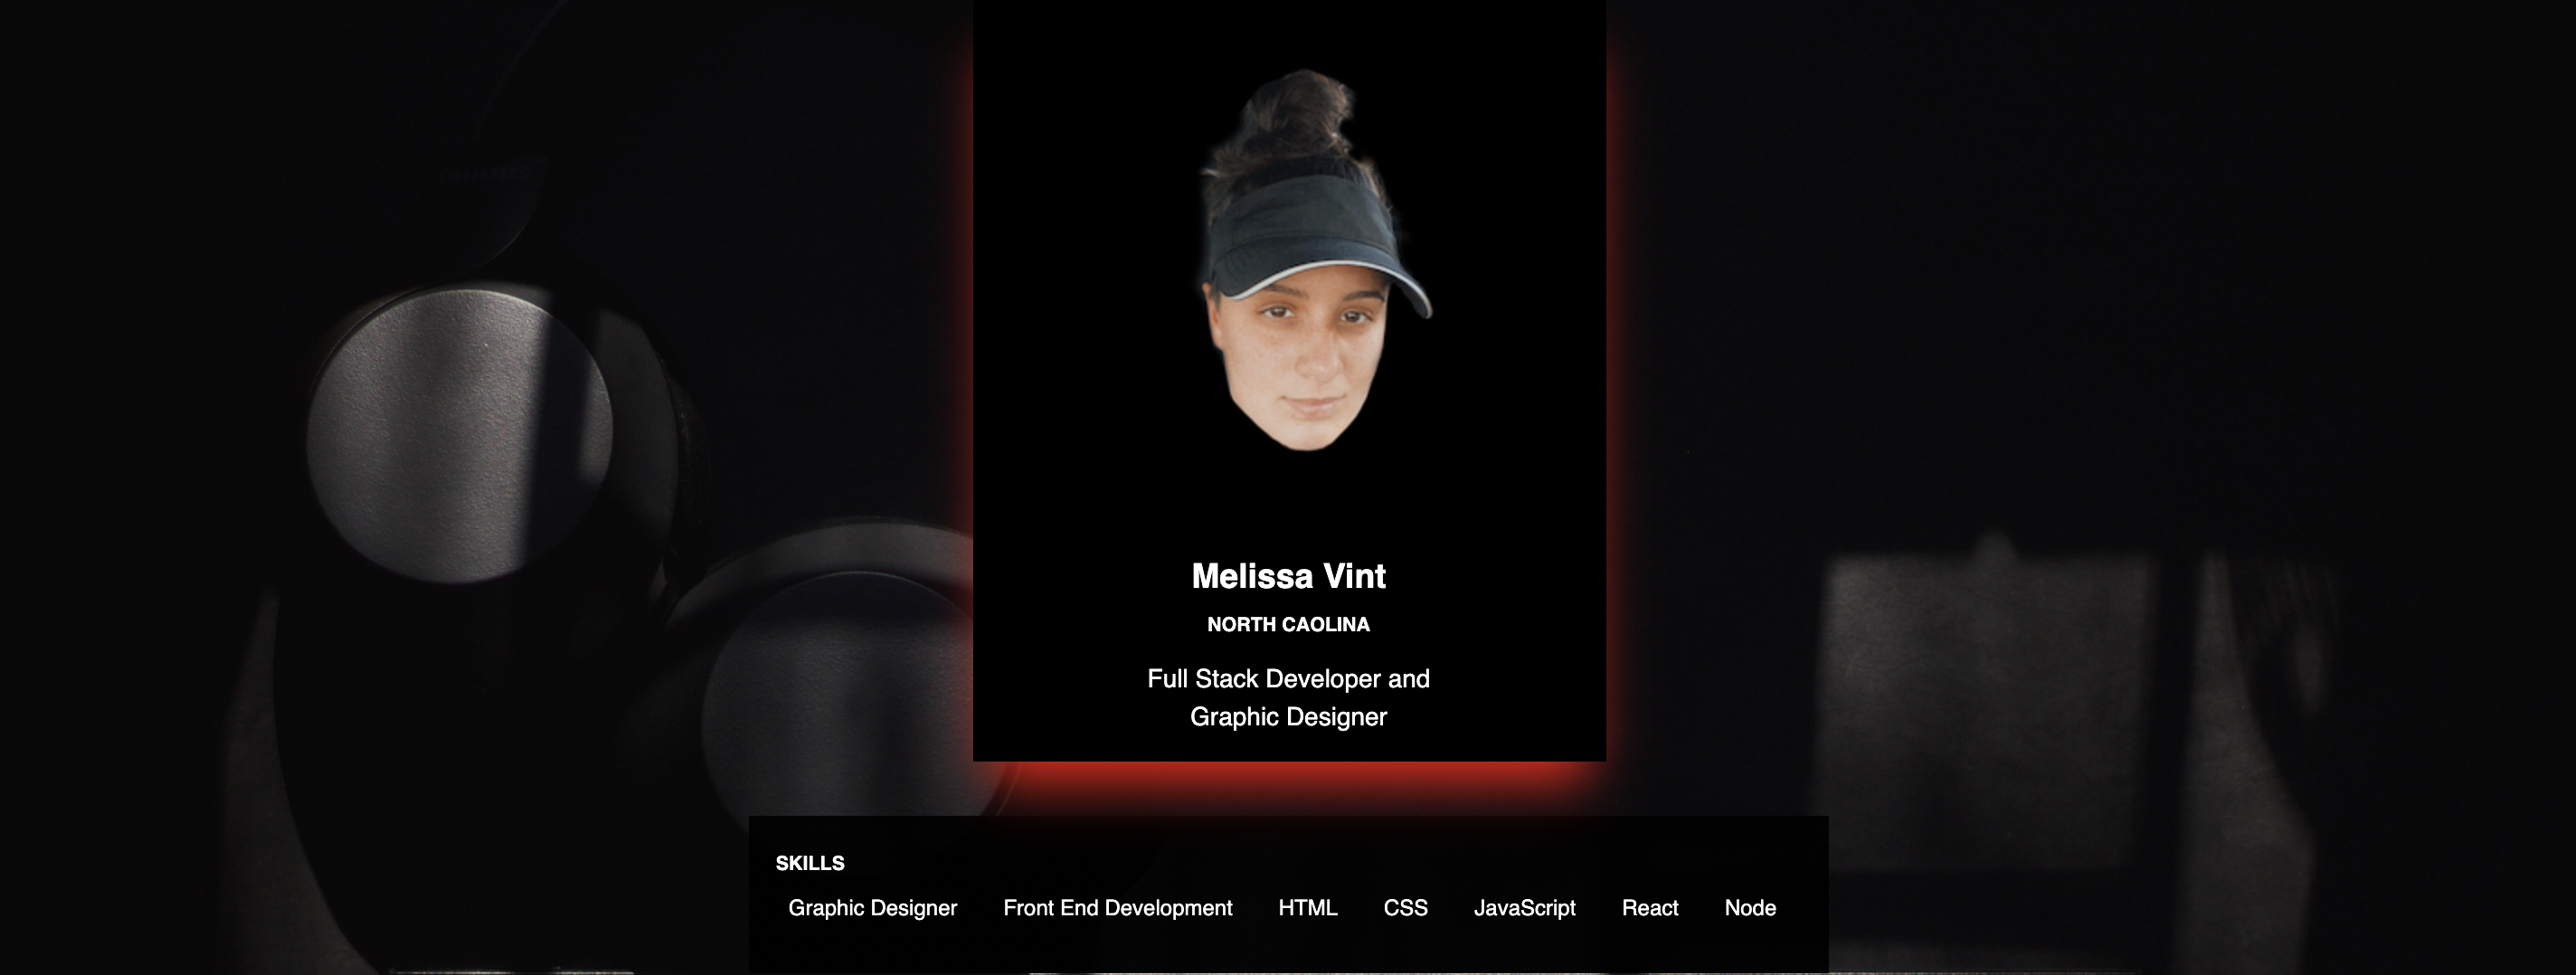 Melissa Vint
NORTH CAOLINA
Full Stack Developer and
Graphic Designer
SKILLS
Graphic Designer Front End Development HTML CSS JavaScript React Node